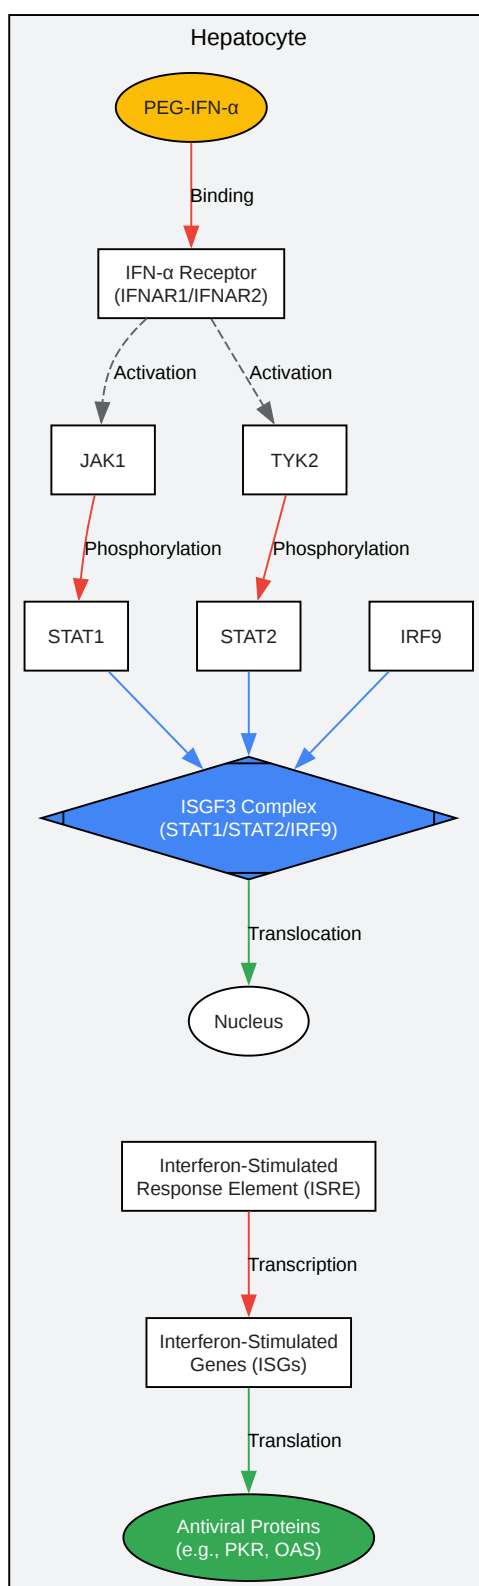 Hepatocyte
PEG-IFN-α
Binding
IFN-α Receptor
(IFNAR1/IFNAR2)
Activation
Activation
JAK1
TYK2
Phosphorylation
Phosphorylation
STAT1
STAT2
IRF9
ISGF3 Complex
(STAT1/STAT2/IRF9)
Translocation
Nucleus
Interferon-Stimulated
Response Element (ISRE)
Transcription
Interferon-Stimulated
Genes (ISGs)
Translation
Antiviral Proteins
(e.g., PKR, OAS)